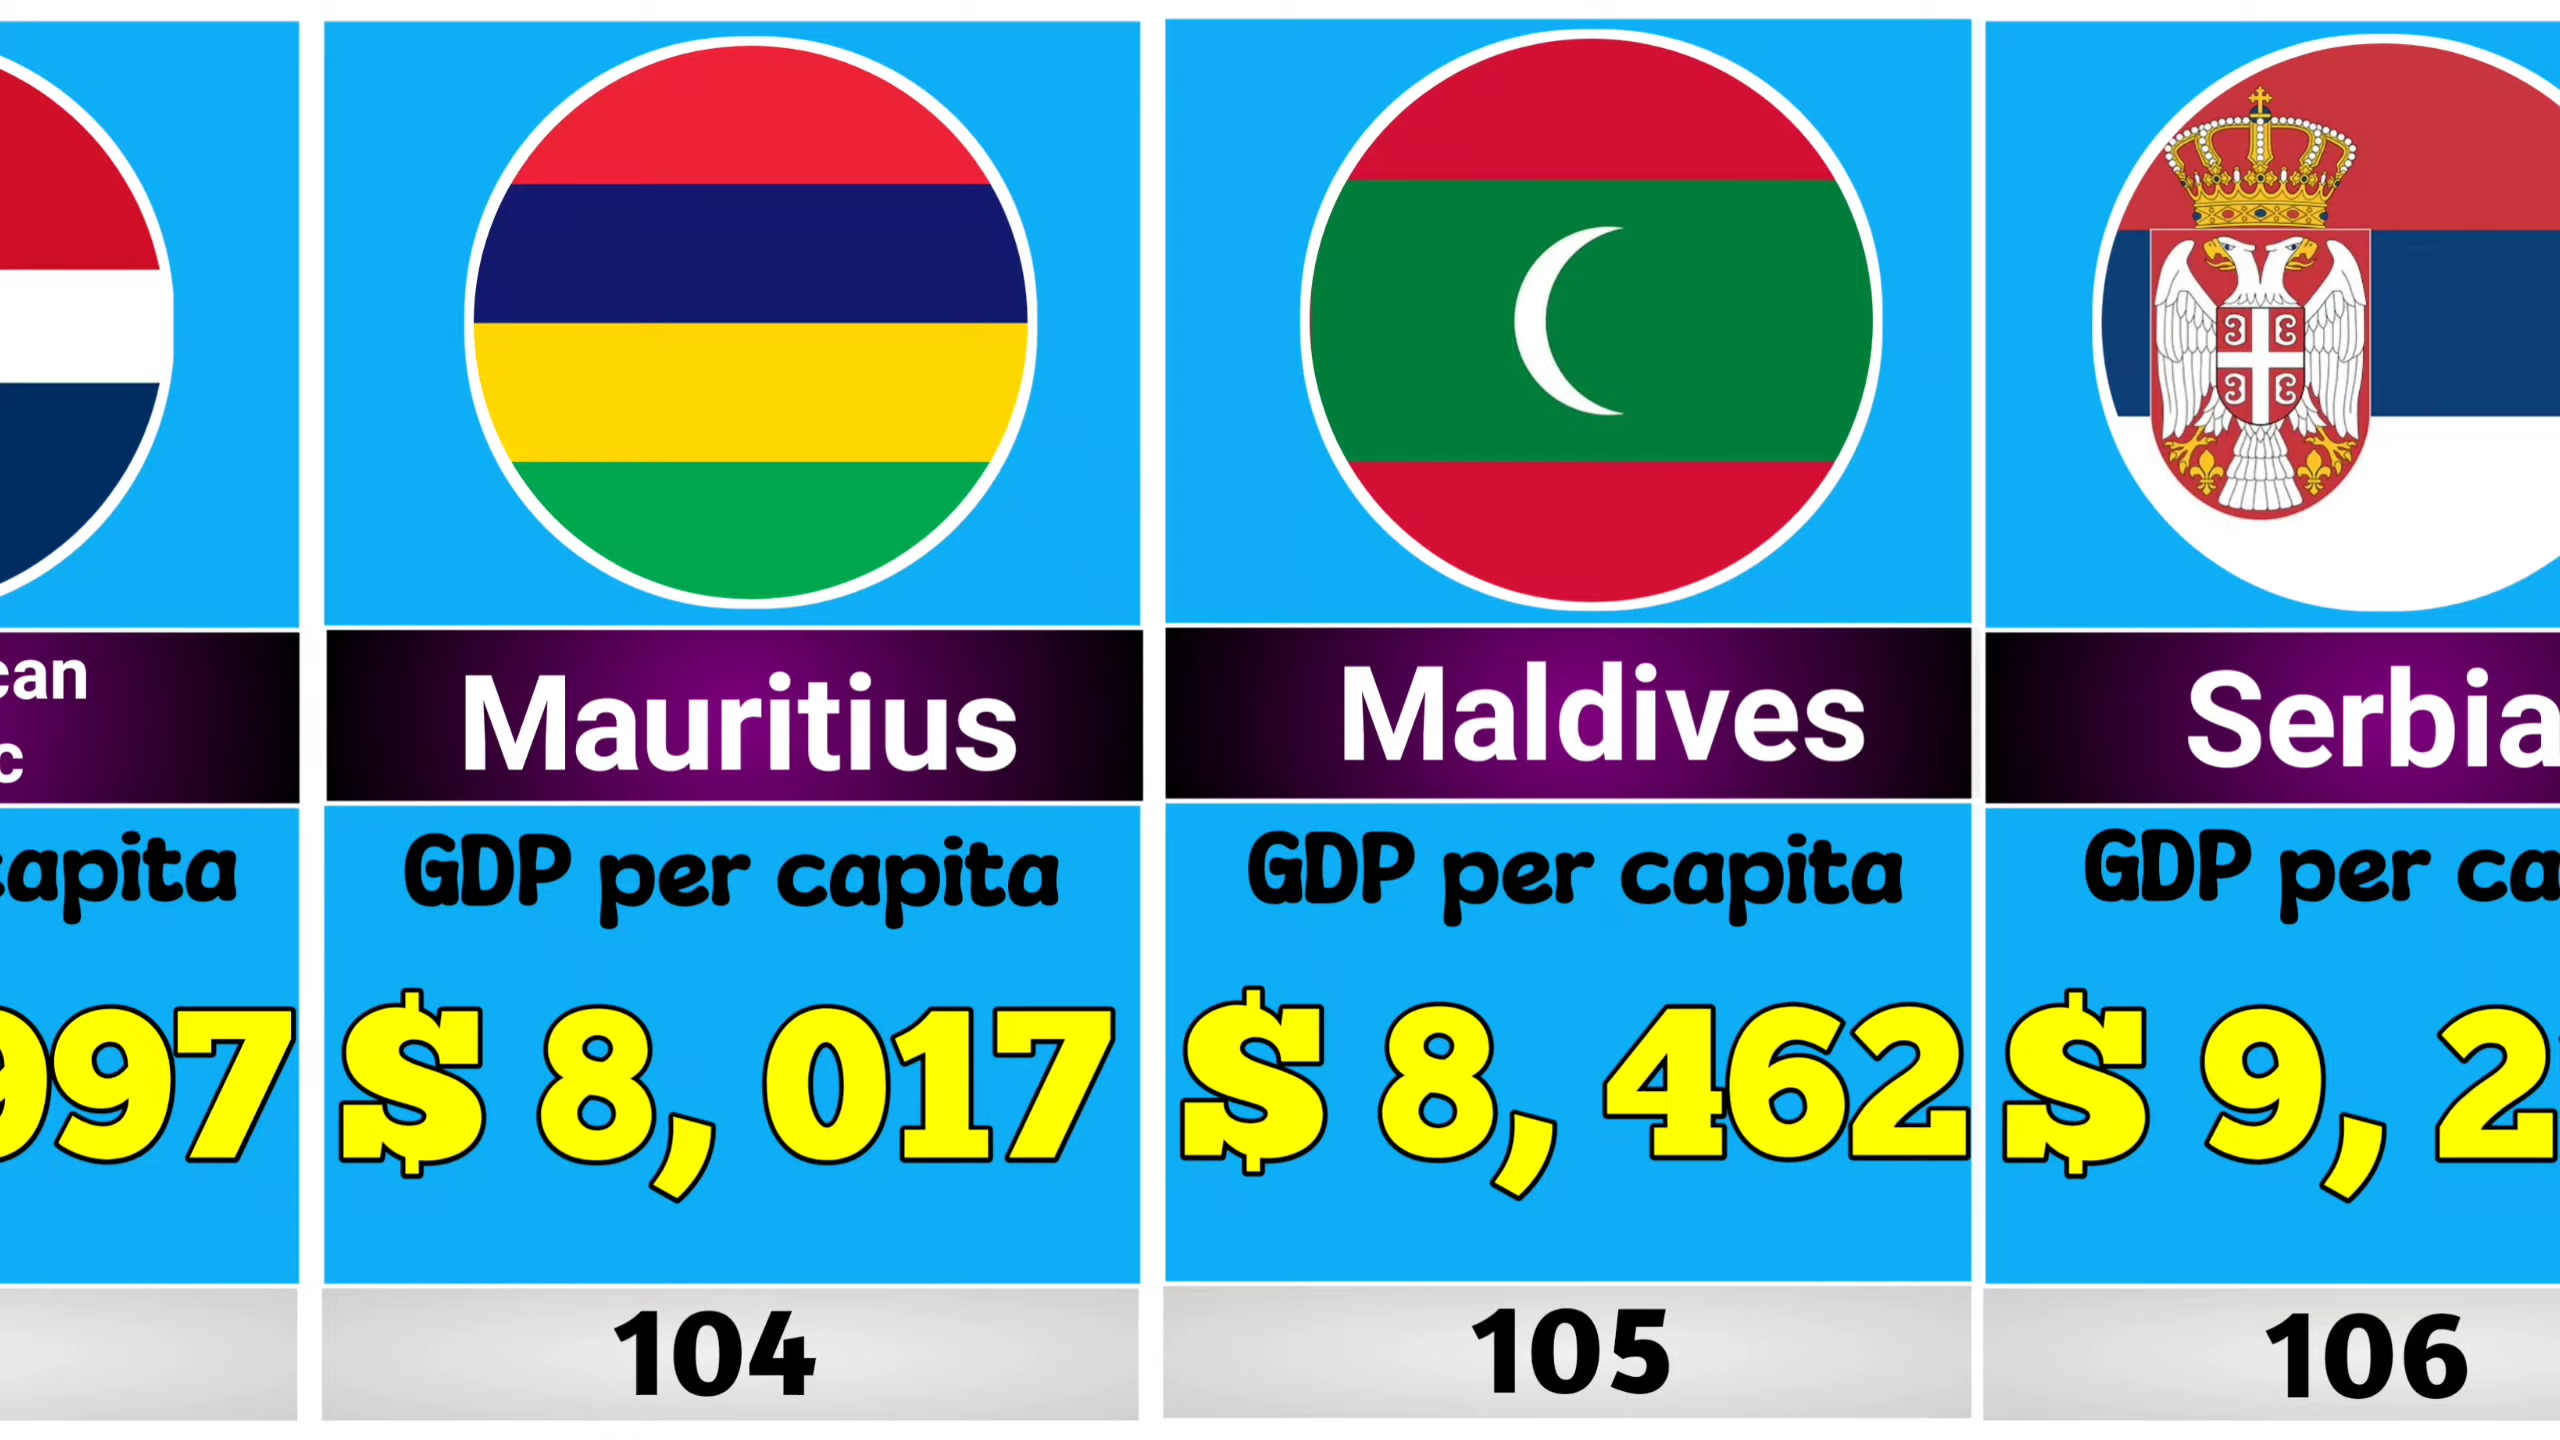 can
c
capita
997
Mauritius
GDP per capita
$ 8, 017
104
Maldives
GDP per capita
$ 8, 462
105
Serbia
GDP per ca
$ 9, 2
106